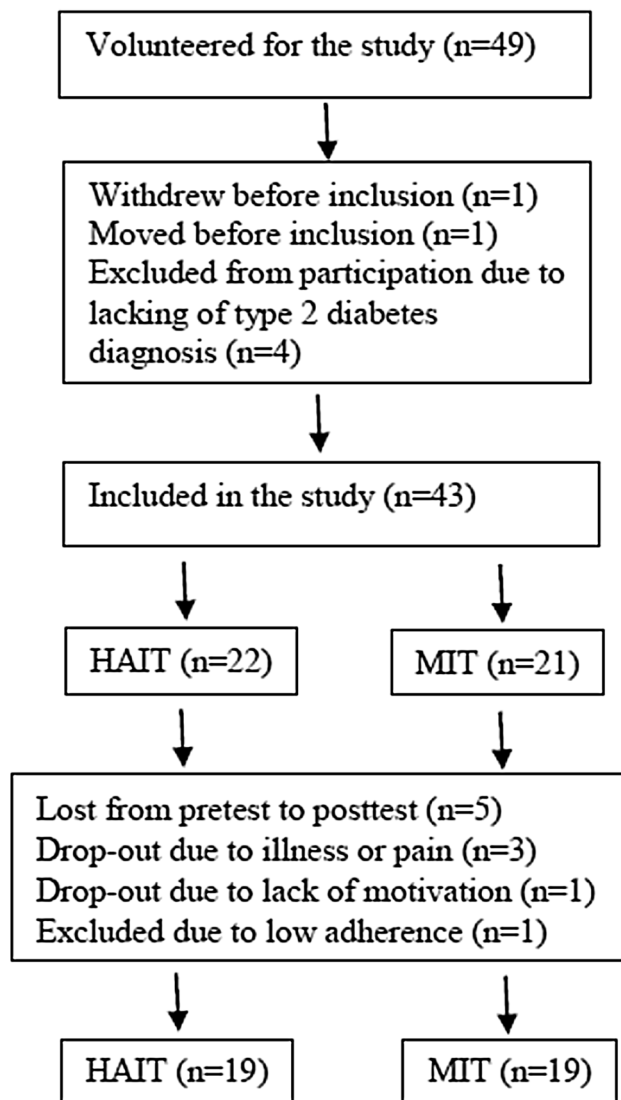 Volunteered for the study (n=49)
Withdrew before inclusion (n=1)
Moved before inclusion (n=1)
Excluded from participation due to
lacking of type 2 diabetes
diagnosis (n=4)
Included in the study (n=43)
HAIT (n=22)
MIT (n=21)
Lost from pretest to posttest (n=5)
Drop-out due to illness or pain (n=3)
Drop-out due to lack of motivation (n=1)
Excluded due to low adherence (n=1)
HAIT (n=19)
MIT (n=19)